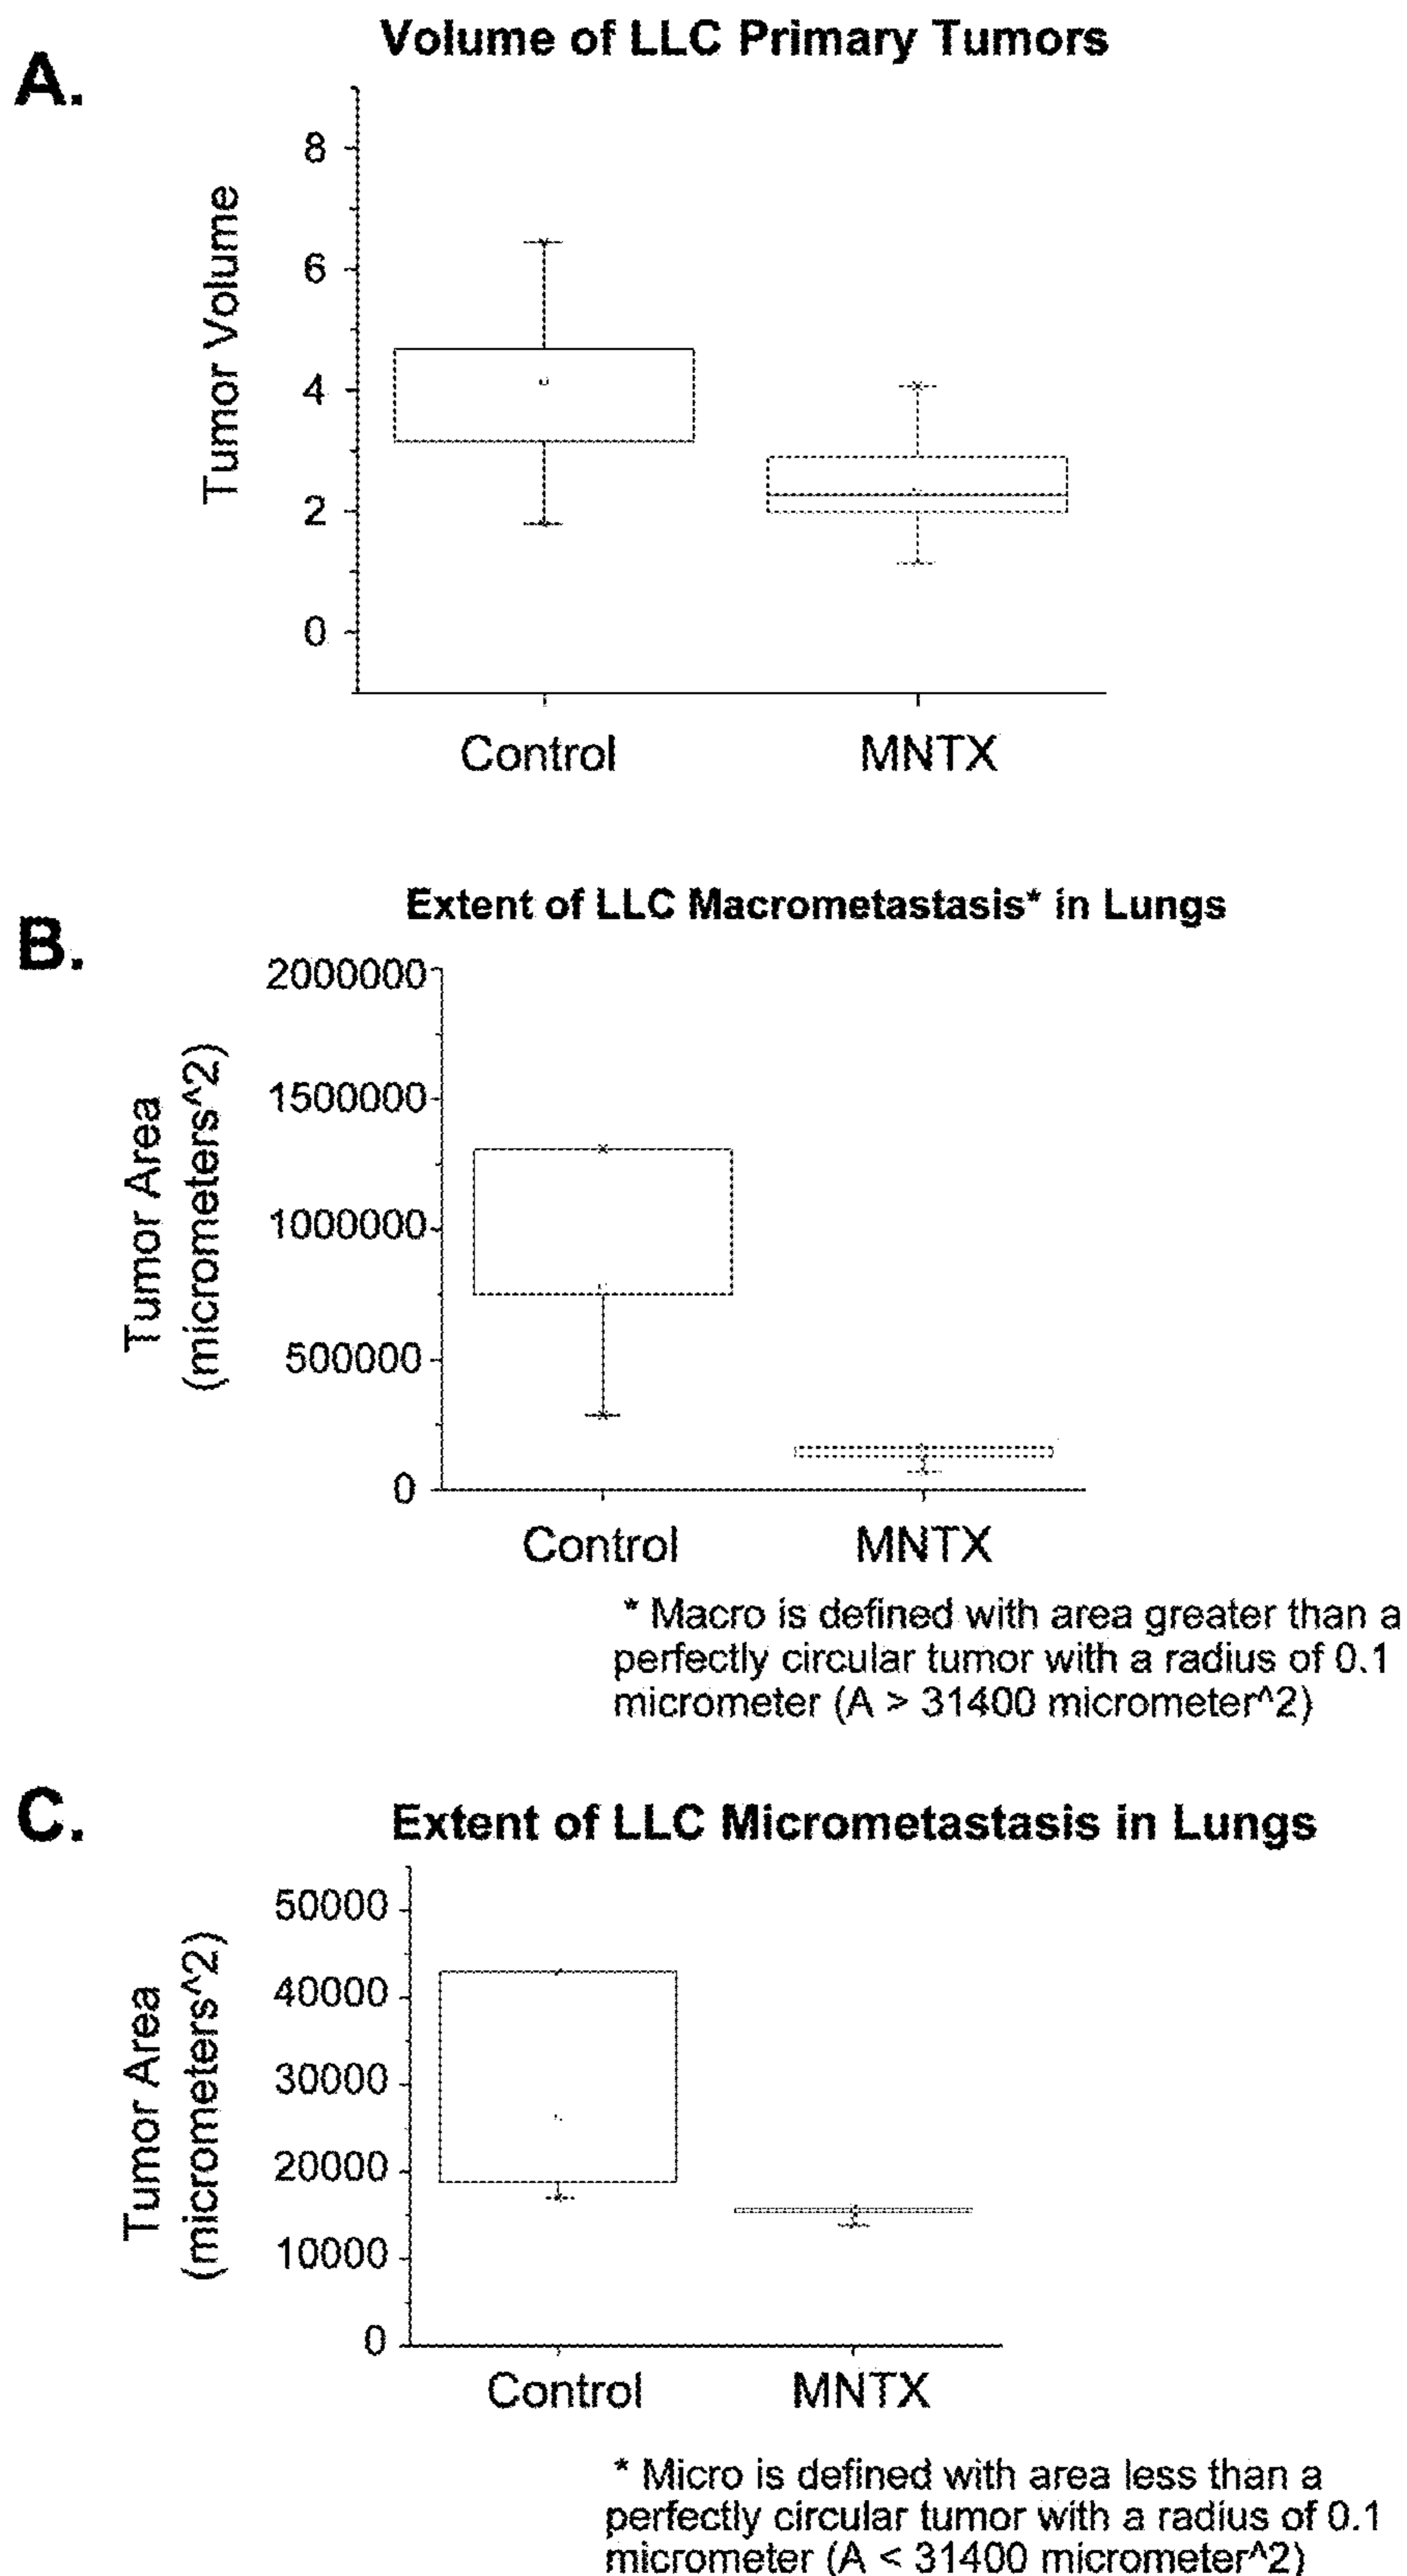 A.
Volume of LLC Primary Tumors
Tumor Volume
8
6
4
2
0
Control MNTX
B.
Extent of LLC Macrometastasis* in Lungs
Tumor Area
(micrometers^2)
2000000
1500000
1000000
500000
0
Control MNTX
* Macro is defined with area greater than a
perfectly circular tumor with a radius of 0.1
micrometer (A > 31400 micrometer^2)
C.
Extent of LLC Micrometastasis in Lungs
Tumor Area
(micrometers^2)
50000
40000
30000
20000
10000
0
Control MNTX
* Micro is defined with area less than a
perfectly circular tumor with a radius of 0.1
micrometer (A < 31400 micrometer^2)